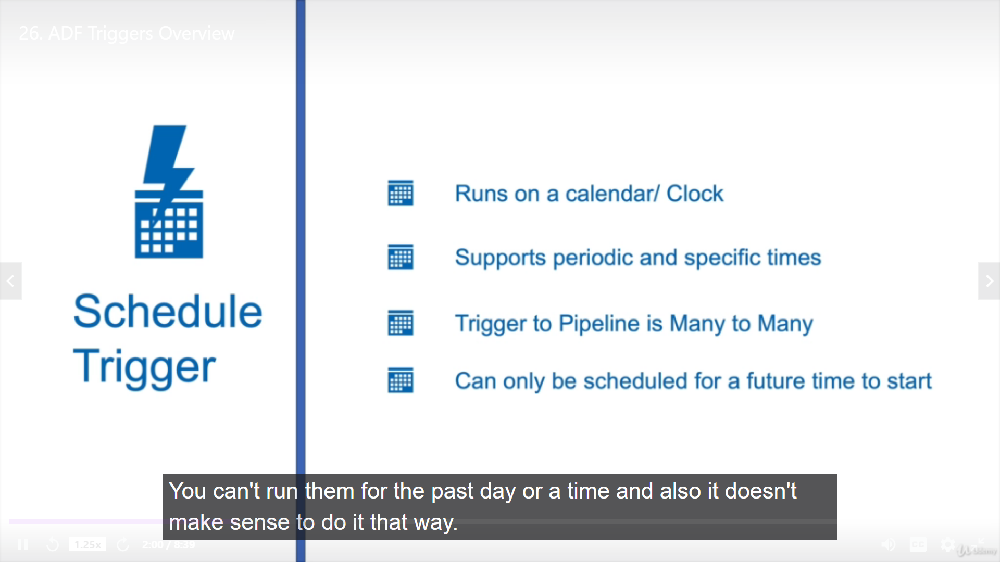 26. ADF Triggers Overview
Schedule
Trigger
Runs on a calendar/ Clock
Supports periodic and specific times
Trigger to Pipeline is Many to Many
Can only be scheduled for a future time to start
You can't run them for the past day or a time and also it doesn't
make sense to do it that way.
1.25x
2:00 / 8:39
CC
Udemy